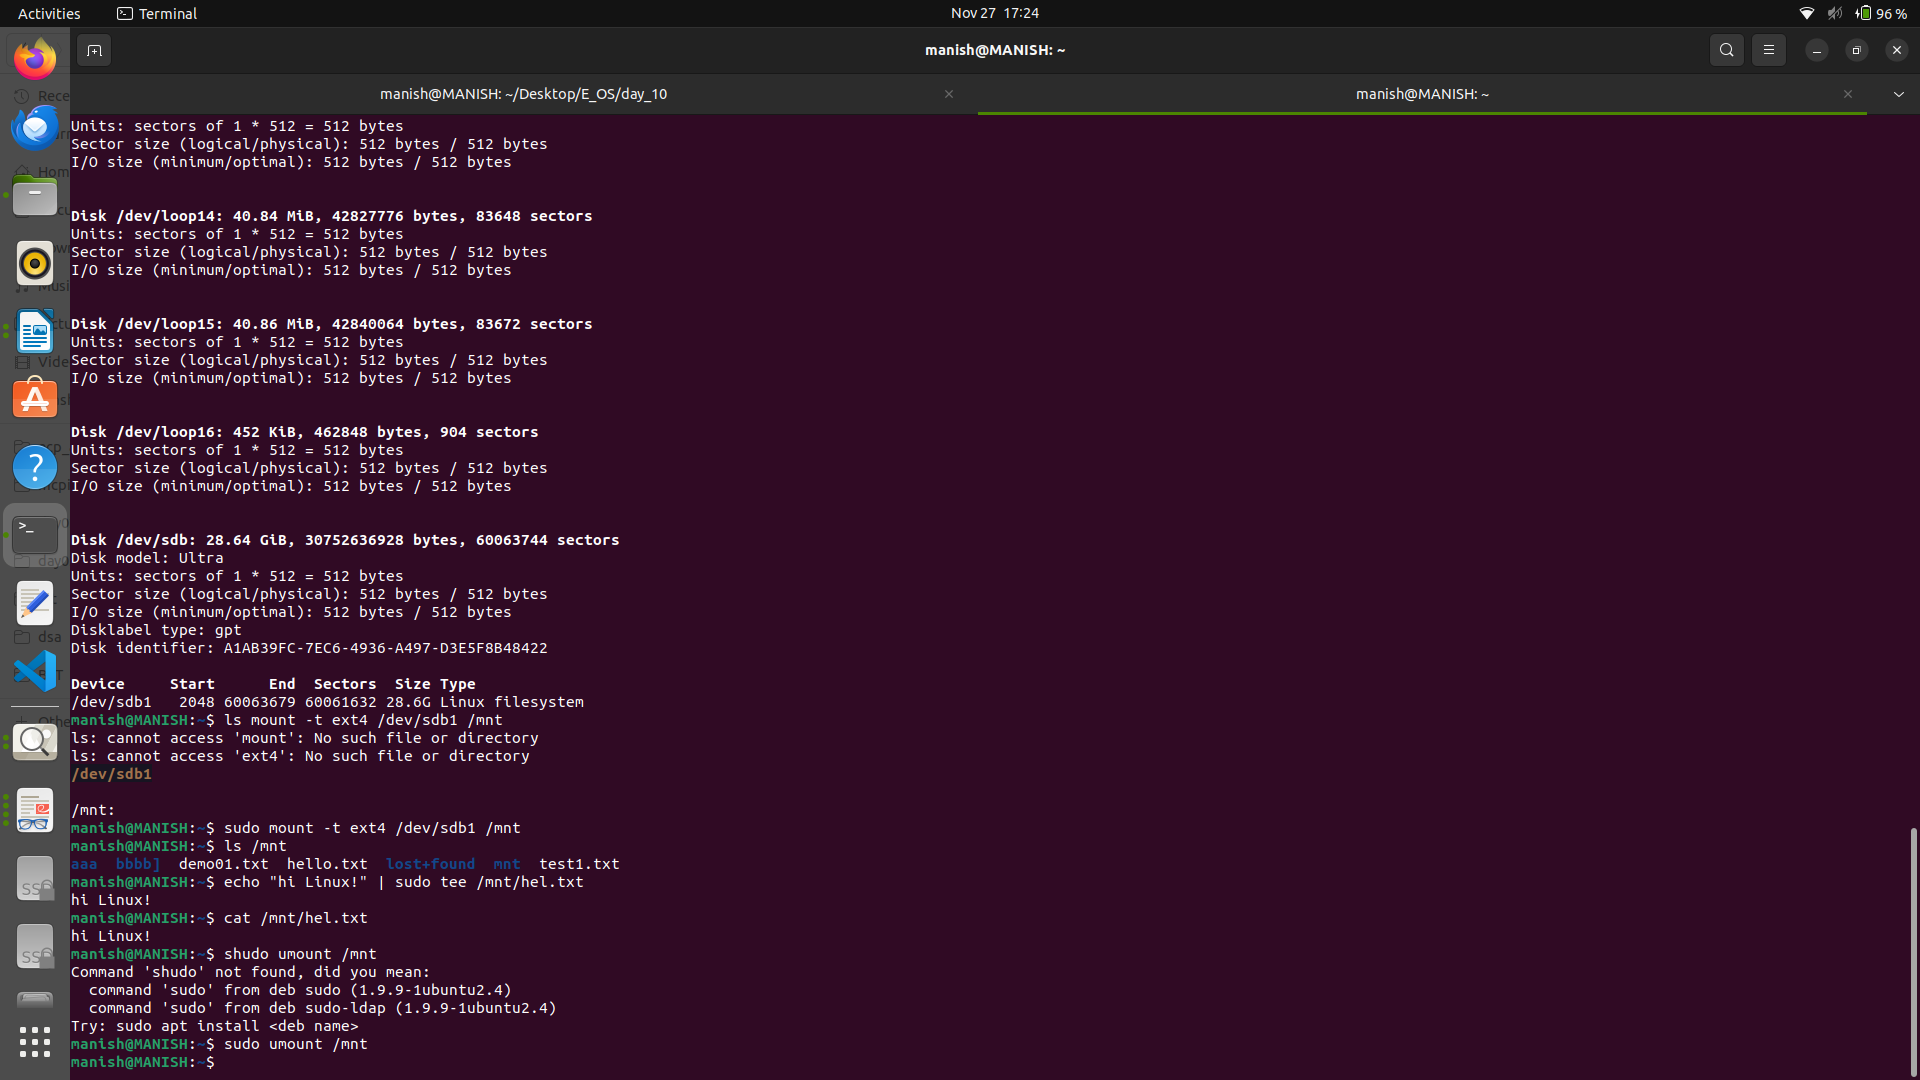 Activities
Terminal
Nov 27 17:24
96 %
manish@MANISH: ~
manish@MANISH: ~/Desktop/E_OS/day_10
manish@MANISH: ~
Units: sectors of 1 * 512 = 512 bytes
Sector size (logical/physical): 512 bytes / 512 bytes
I/O size (minimum/optimal): 512 bytes / 512 bytes
Disk /dev/loop14: 40.84 MiB, 42827776 bytes, 83648 sectors
Units: sectors of 1 * 512 = 512 bytes
Sector size (logical/physical): 512 bytes / 512 bytes
I/O size (minimum/optimal): 512 bytes / 512 bytes
Disk /dev/loop15: 40.86 MiB, 42840064 bytes, 83672 sectors
Units: sectors of 1 * 512 = 512 bytes
Sector size (logical/physical): 512 bytes / 512 bytes
I/O size (minimum/optimal): 512 bytes / 512 bytes
Disk /dev/loop16: 452 KiB, 462848 bytes, 904 sectors
Units: sectors of 1 * 512 = 512 bytes
Sector size (logical/physical): 512 bytes / 512 bytes
I/O size (minimum/optimal): 512 bytes / 512 bytes
Disk /dev/sdb: 28.64 GiB, 30752636928 bytes, 60063744 sectors
Disk model: Ultra
Units: sectors of 1 * 512 = 512 bytes
Sector size (logical/physical): 512 bytes / 512 bytes
I/O size (minimum/optimal): 512 bytes / 512 bytes
Disklabel type: gpt
Disk identifier: A1AB39FC-7EC6-4936-A497-D3E5F8B48422
Device     Start      End  Sectors  Size Type
/dev/sdb1   2048 60063679 60061632 28.6G Linux filesystem
manish@MANISH:~$ ls mount -t ext4 /dev/sdb1 /mnt
ls: cannot access 'mount': No such file or directory
ls: cannot access 'ext4': No such file or directory
/dev/sdb1
/mnt:
manish@MANISH:~$ sudo mount -t ext4 /dev/sdb1 /mnt
manish@MANISH:~$ ls /mnt
aaa  bbbb]  demo01.txt  hello.txt  lost+found  mnt  test1.txt
manish@MANISH:~$ echo "hi Linux!" | sudo tee /mnt/hel.txt
hi Linux!
manish@MANISH:~$ cat /mnt/hel.txt
hi Linux!
manish@MANISH:~$ shudo umount /mnt
Command 'shudo' not found, did you mean:
  command 'sudo' from deb sudo (1.9.9-1ubuntu2.4)
  command 'sudo' from deb sudo-ldap (1.9.9-1ubuntu2.4)
Try: sudo apt install <deb name>
manish@MANISH:~$ sudo umount /mnt
manish@MANISH:~$
Rece
Hom
Musi
Vide
dsa
Othe